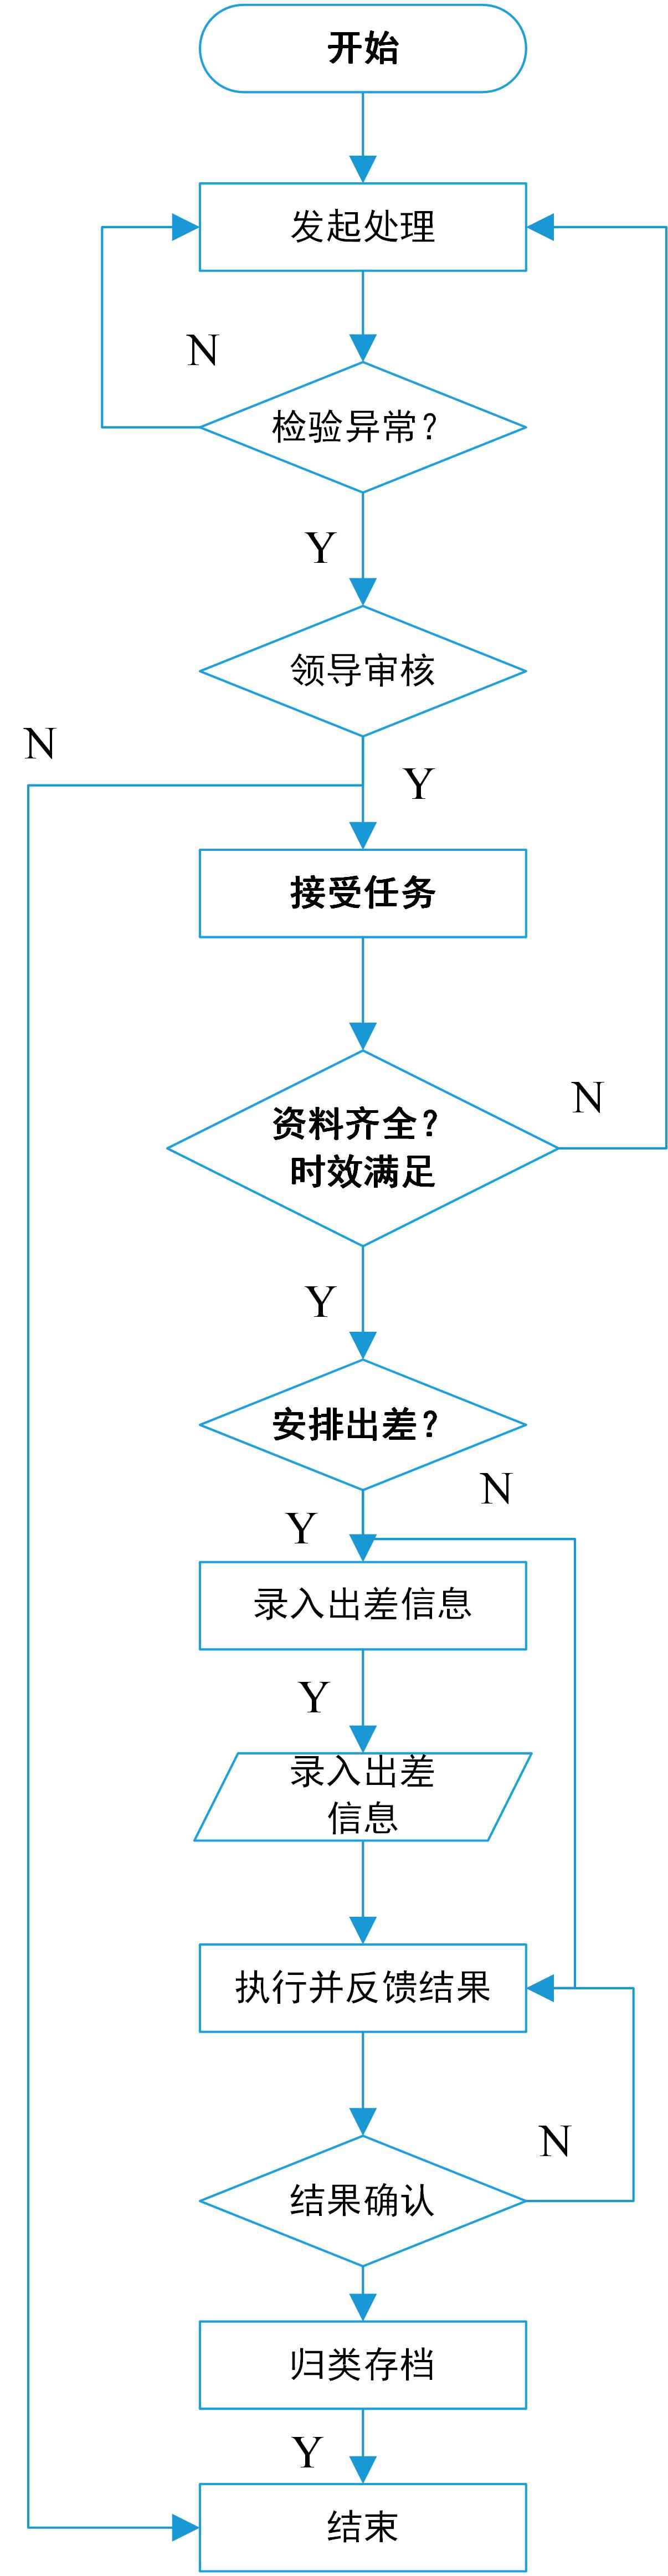 开始
发起处理
N
检验异常?
Y
领导审核
N
Y
接受任务
资料齐全?
时效满足
N
Y
安排出差?
N
Y
录入出差信息
Y
录入出差
信息
执行并反馈结果
N
结果确认
归类存档
Y
结束